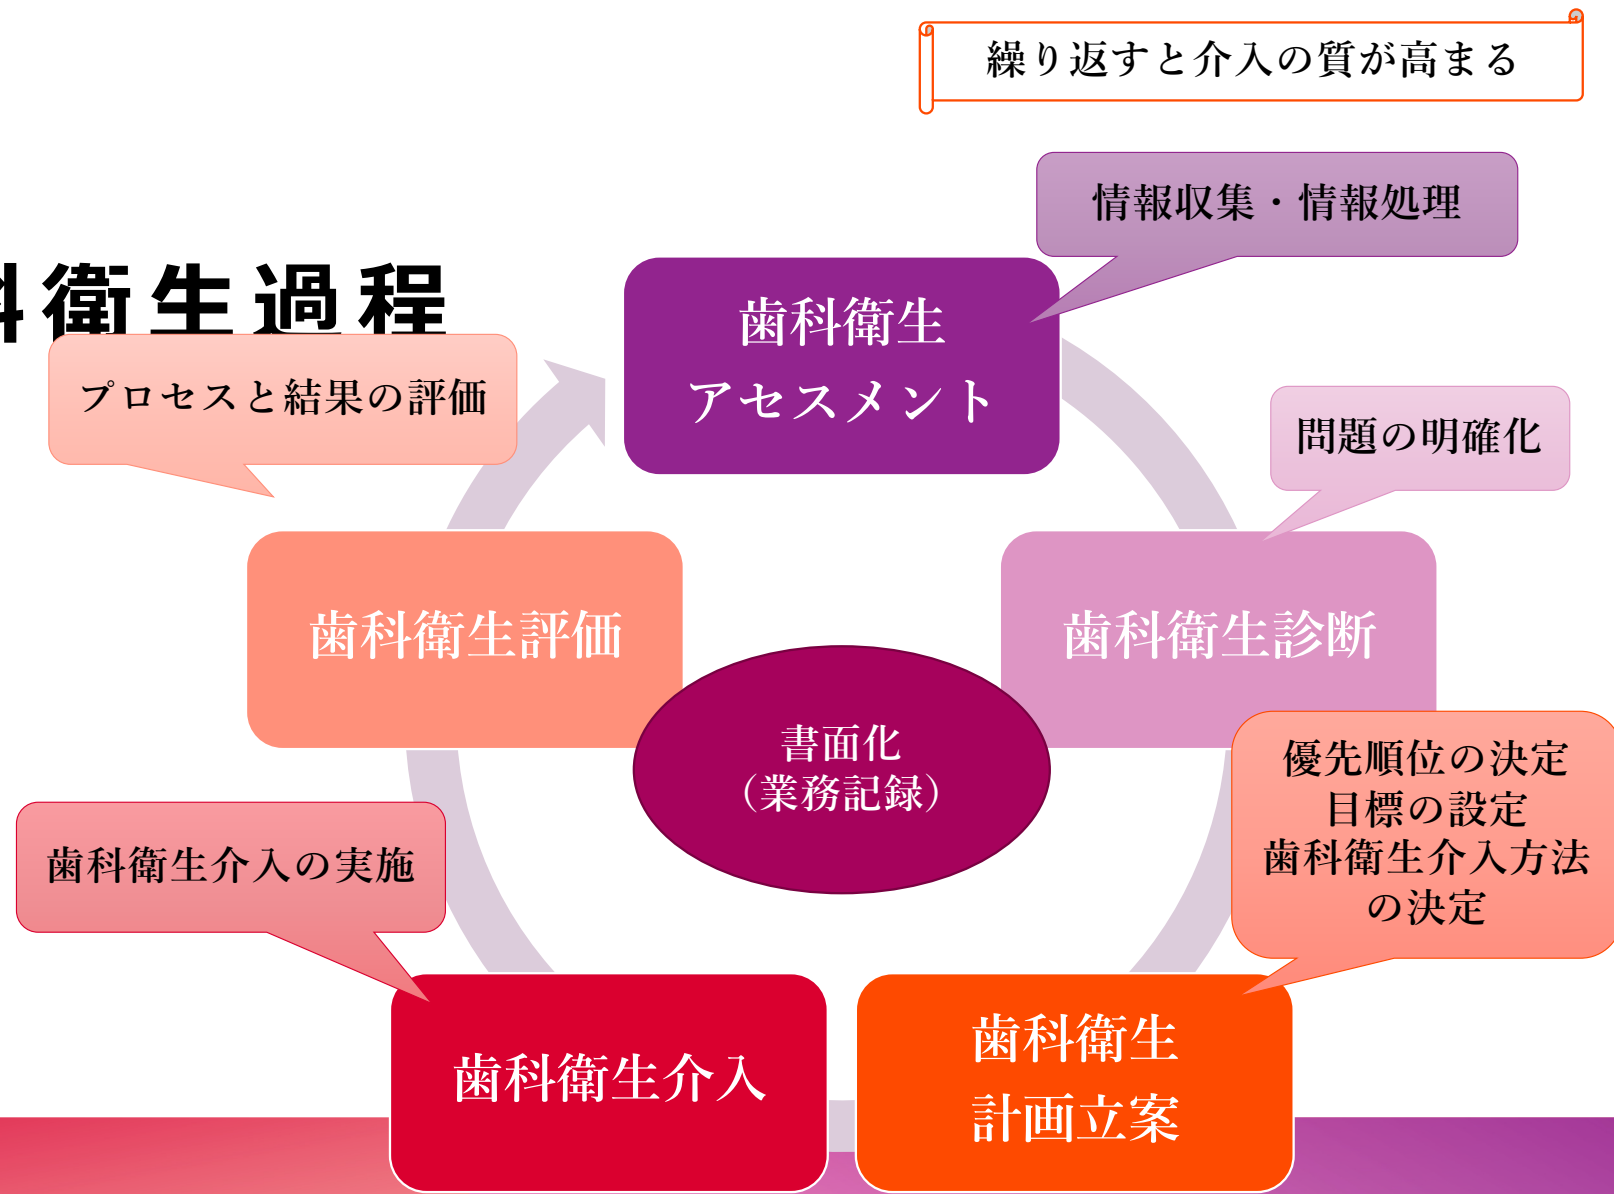 繰り返すと介入の質が高まる
情報収集・情報処理
科衛生過程
歯科衛生
アセスメント
プロセスと結果の評価
問題の明確化
歯科衛生評価
歯科衛生診断
書面化
（業務記録）
優先順位の決定
目標の設定
歯科衛生介入方法
の決定
歯科衛生介入の実施
歯科衛生介入
歯科衛生
計画立案